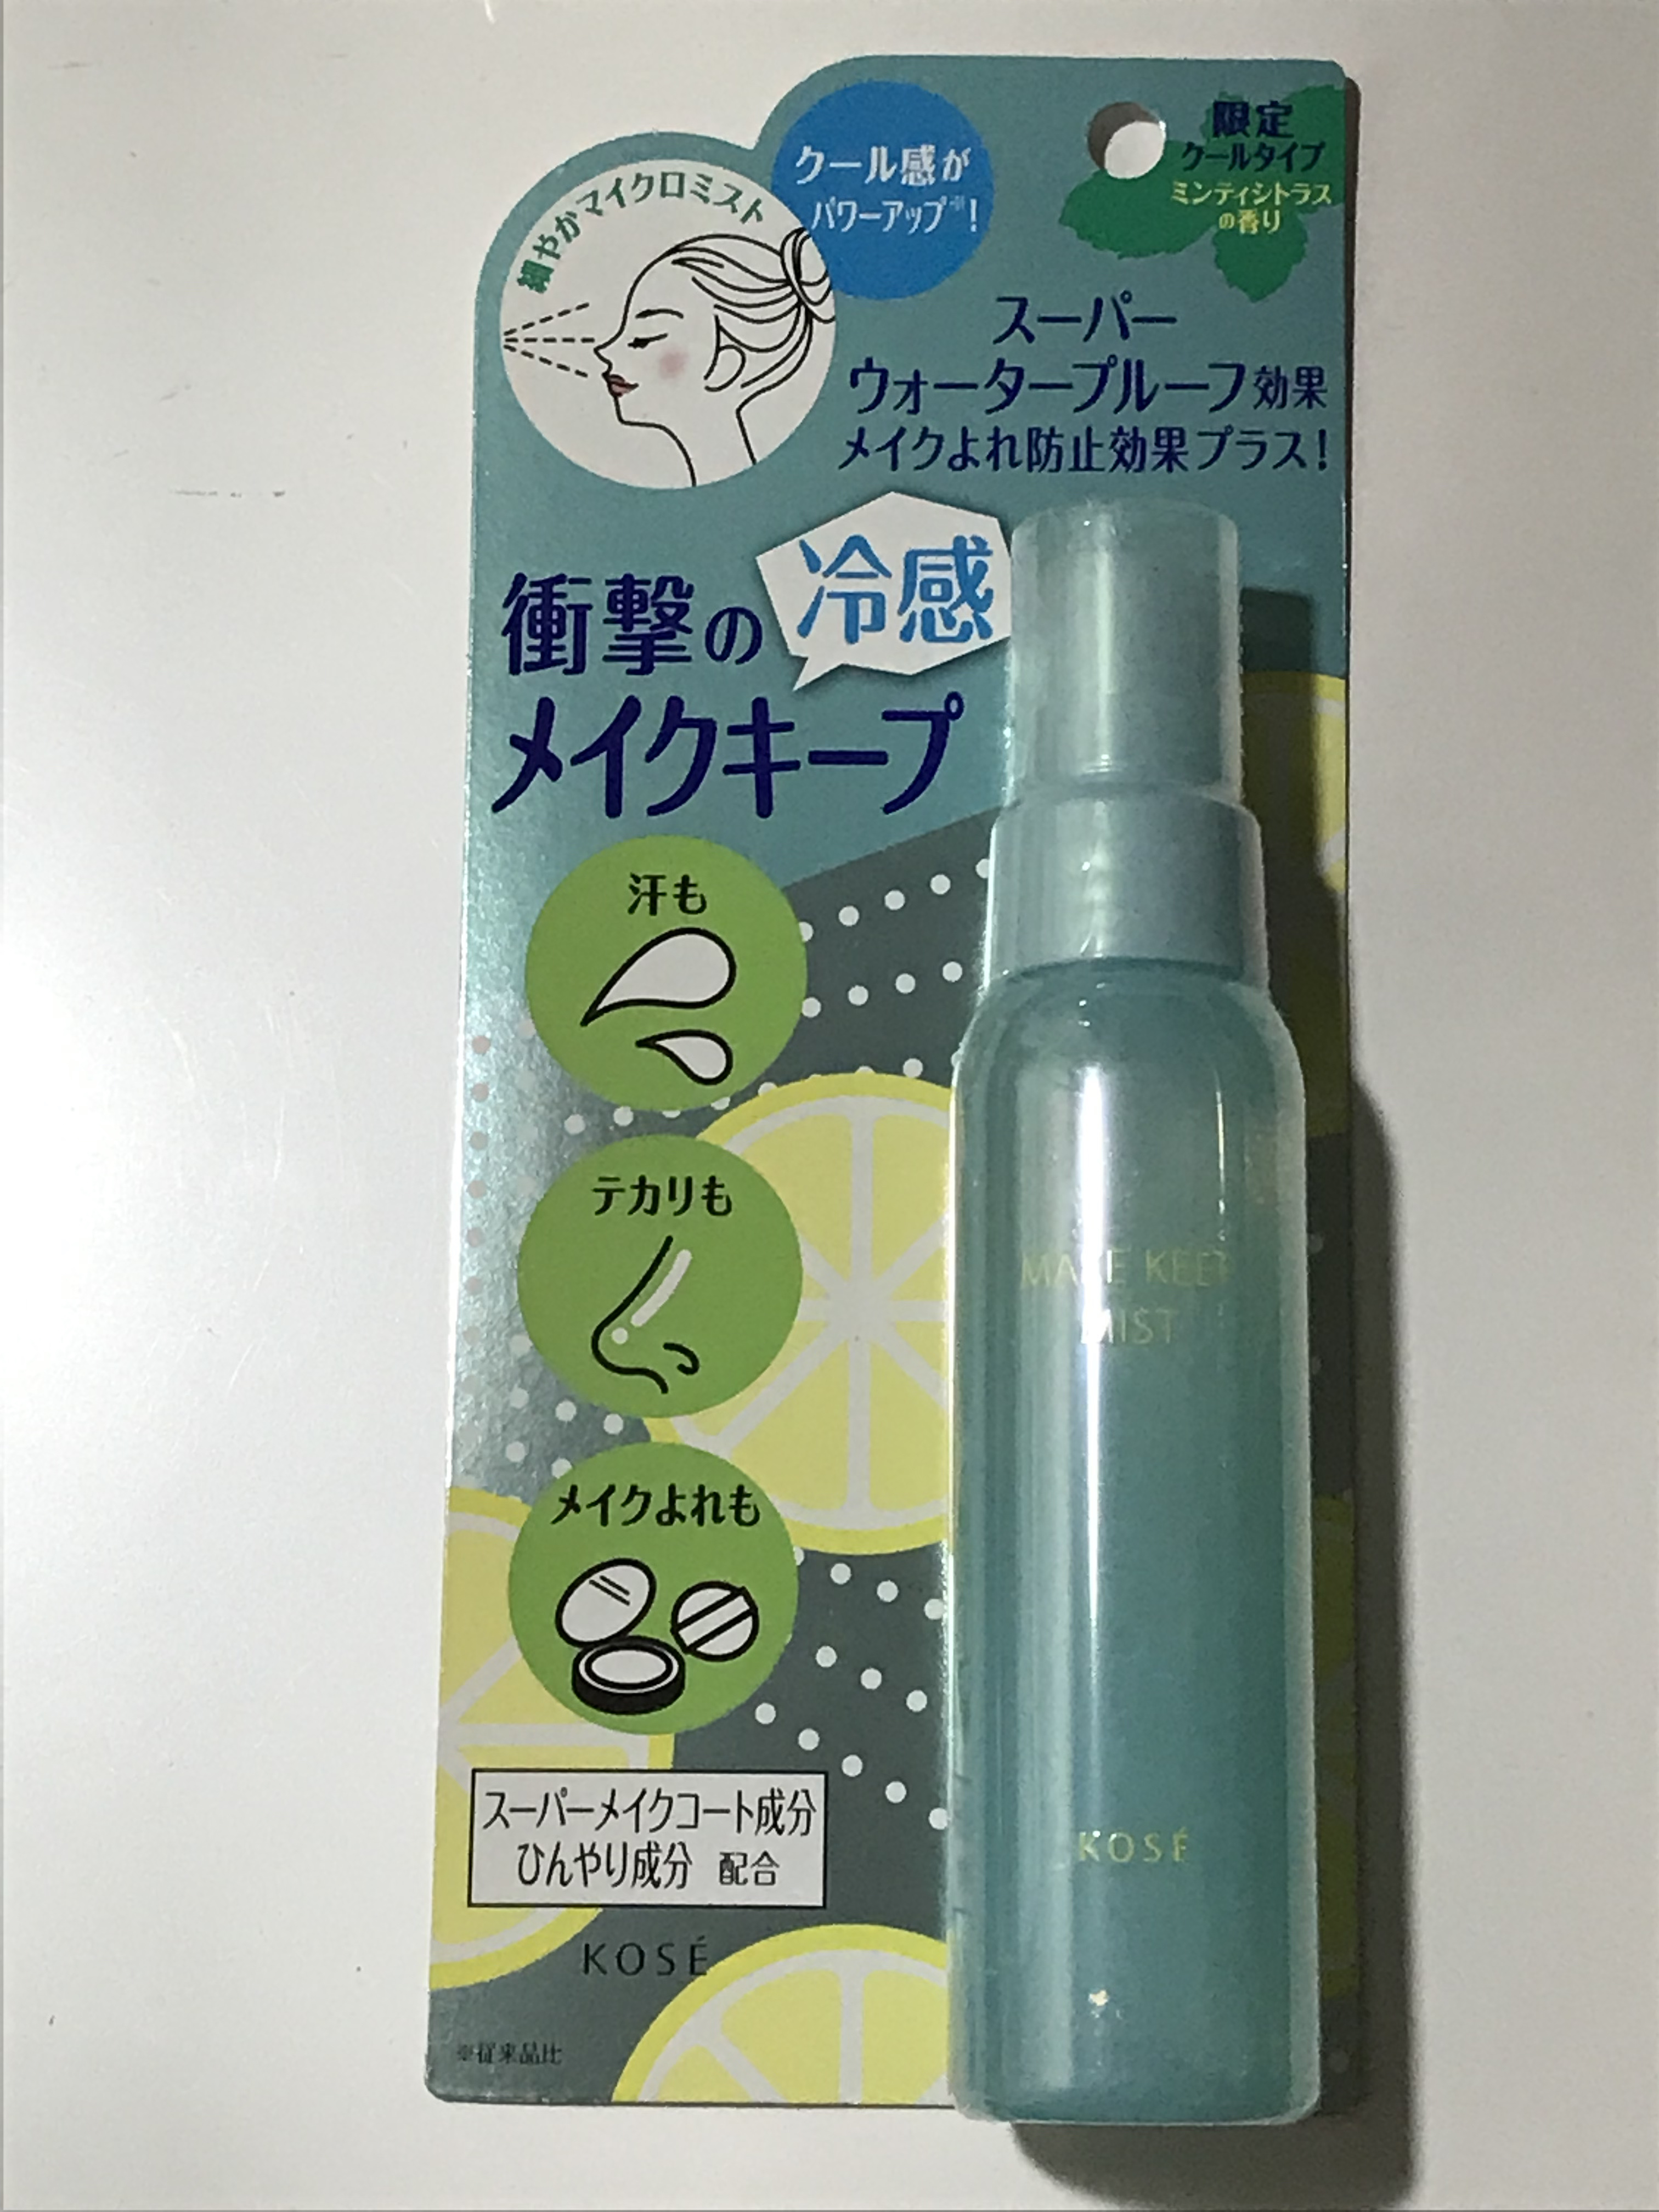 限定
クールタイプ
ミンティシトラス
の香り
クール感が
パワーアップ※!
細やかマイクロミスト
スーパー
ウォータープルーフ効果
メイクよれ防止効果プラス!
衝撃の冷感
メイクキープ
汗も
テカリも
メイクよれも
スーパーメイクコート成分
ひんやり成分 配合
KOSÉ
※従来品比
MAKE KEEP
MIST
KOSÉ